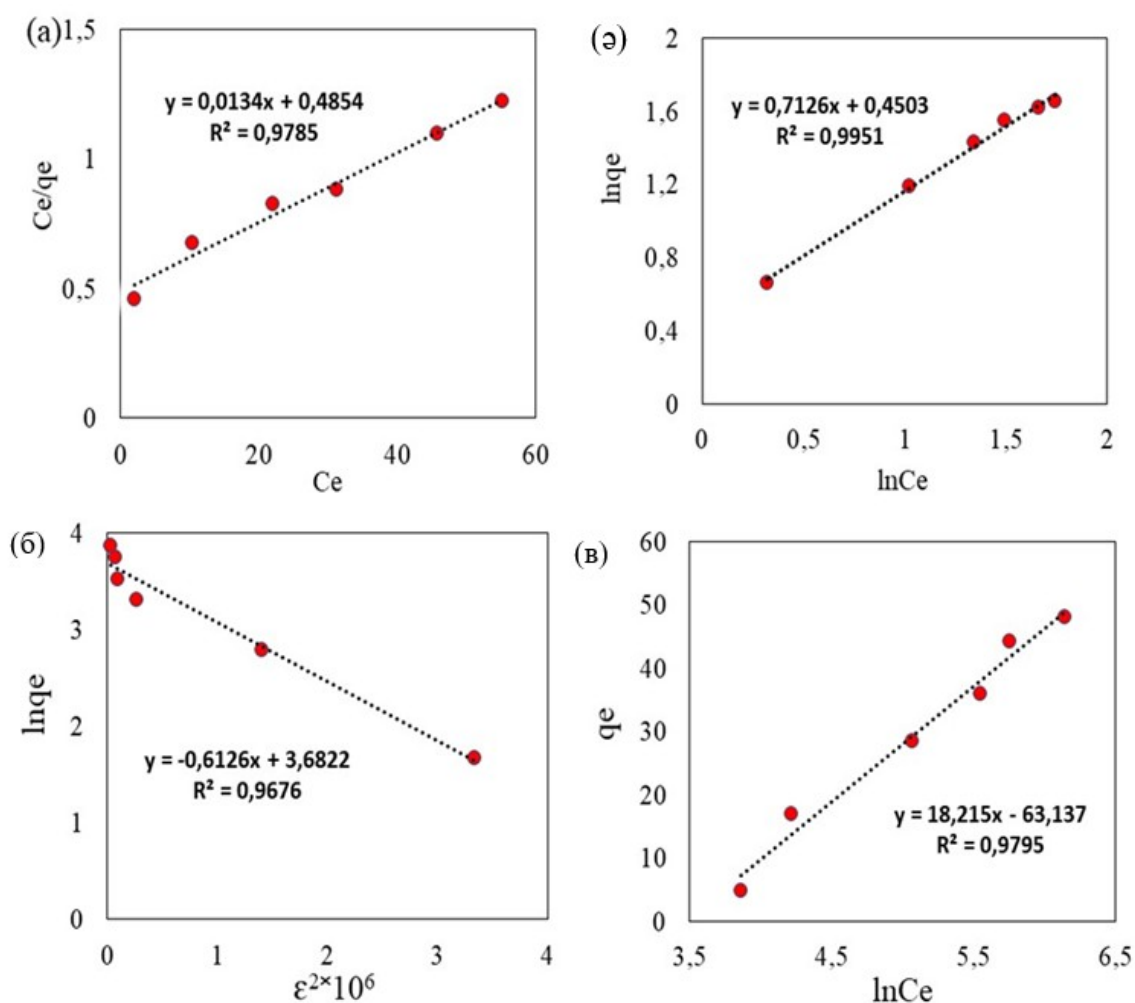 (а)
1,5
1
0,5
0
Ce/qe
y = 0,0134x + 0,4854
R² = 0,9785
0 20 40 60
Ce
(ә)
2
1,6
1,2
0,8
0,4
0
lnqe
y = 0,7126x + 0,4503
R² = 0,9951
0 0,5 1 1,5 2
lnCe
(б)
4
3
2
1
0
lnqe
y = -0,6126x + 3,6822
R² = 0,9676
0 1 2 3 4
ε²ˣ10⁶
(в)
60
50
40
30
20
10
0
qe
y = 18,215x - 63,137
R² = 0,9795
3,5 4,5 5,5 6,5
lnCe